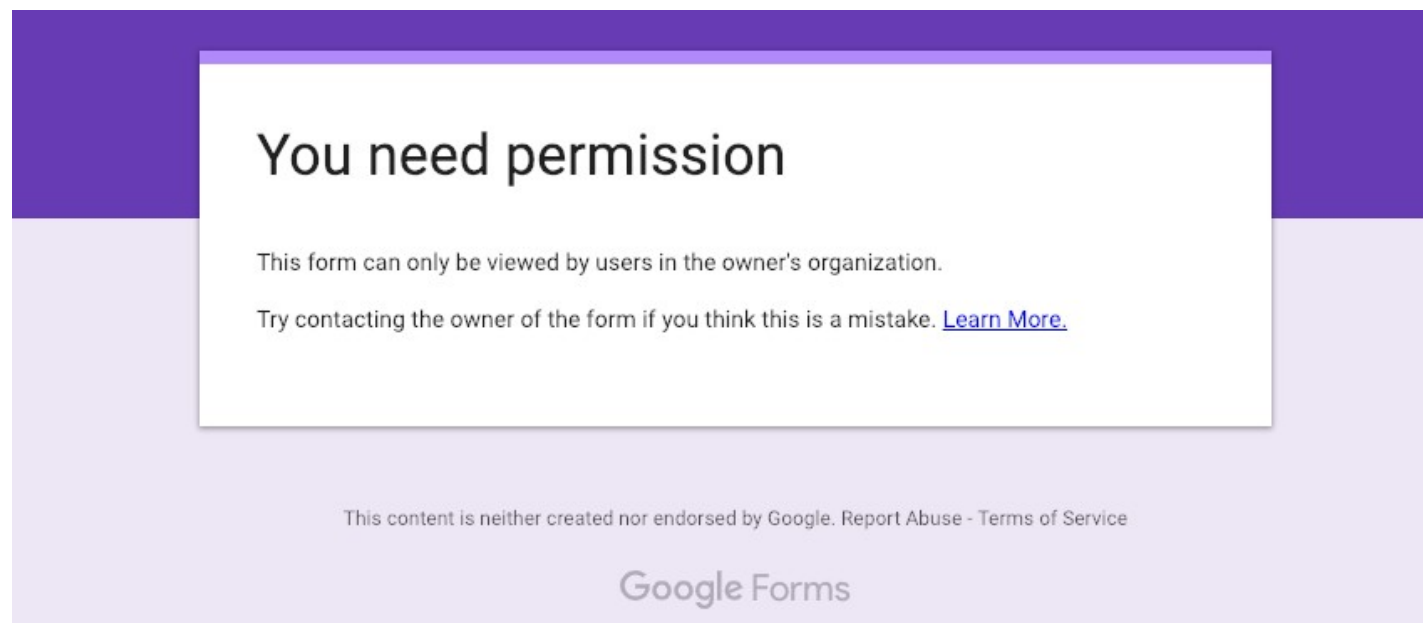 You need permission
This form can only be viewed by users in the owner's organization.
Try contacting the owner of the form if you think this is a mistake. Learn More.
This content is neither created nor endorsed by Google. Report Abuse - Terms of Service
Google Forms